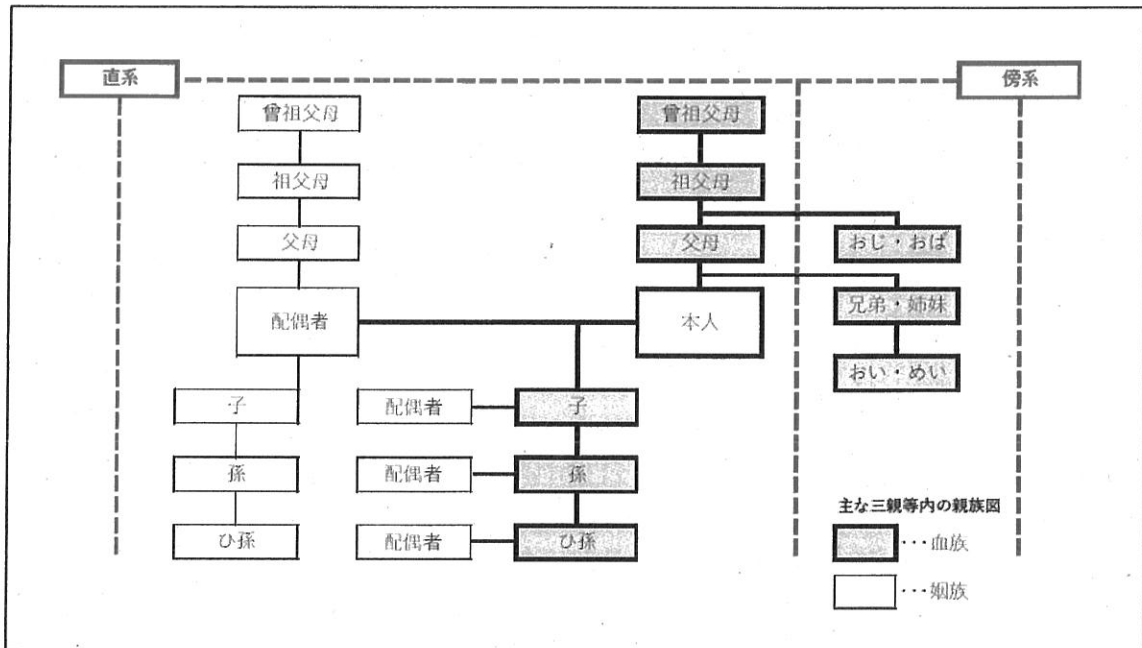 直系
傍系
曾祖父母
曾祖父母
祖父母
祖父母
父母
父母
おじ・おば
配偶者
本人
兄弟・姉妹
おい・めい
子
配偶者
子
孫
配偶者
孫
ひ孫
配偶者
ひ孫
主な三親等内の親族図
・・・血族
・・・姻族